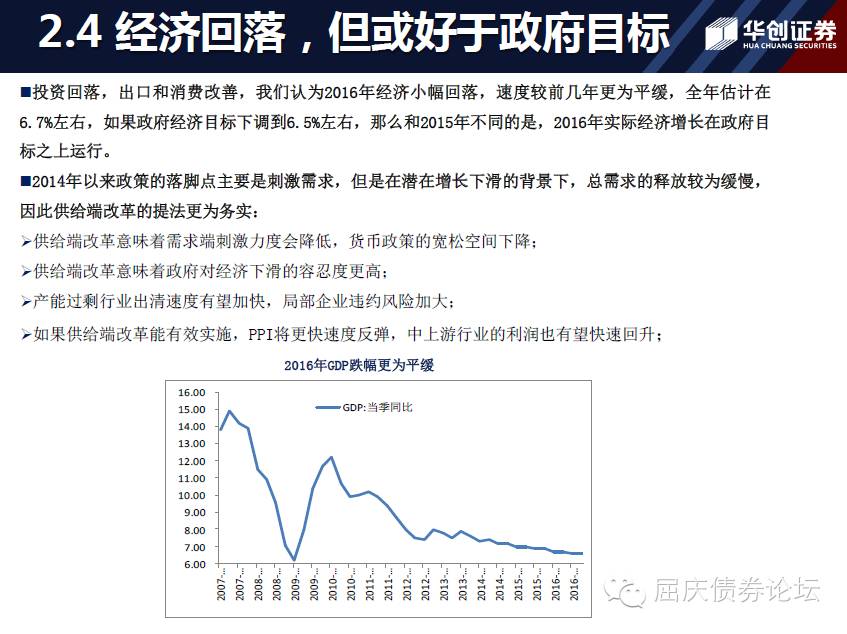 2.4 经济回落，但或好于政府目标
华创证券
HUA CHUANG SECURITIES
■投资回落，出口和消费改善，我们认为2016年经济小幅回落，速度较前几年更为平缓，全年估计在
6.7%左右，如果政府经济目标下调到6.5%左右，那么和2015年不同的是，2016年实际经济增长在政府目
标之上运行。
■2014年以来政策的落脚点主要是刺激需求，但是在潜在增长下滑的背景下，总需求的释放较为缓慢，
因此供给端改革的提法更为务实：
➢供给端改革意味着需求端刺激力度会降低，货币政策的宽松空间下降；
➢供给端改革意味着政府对经济下滑的容忍度更高；
➢产能过剩行业出清速度有望加快，局部企业违约风险加大；
➢如果供给端改革能有效实施，PPI将更快速度反弹，中上游行业的利润也有望快速回升；
2016年GDP跌幅更为平缓
GDP:当季同比
16.00
15.00
14.00
13.00
12.00
11.00
10.00
9.00
8.00
7.00
6.00
2007-…
2007-…
2008-…
2008-…
2009-…
2009-…
2010-…
2010-…
2011-…
2011-…
2012-…
2012-…
2013-…
2013-…
2014-…
2014-…
2015-…
2015-…
2016-…
2016-…
屈庆债券论坛